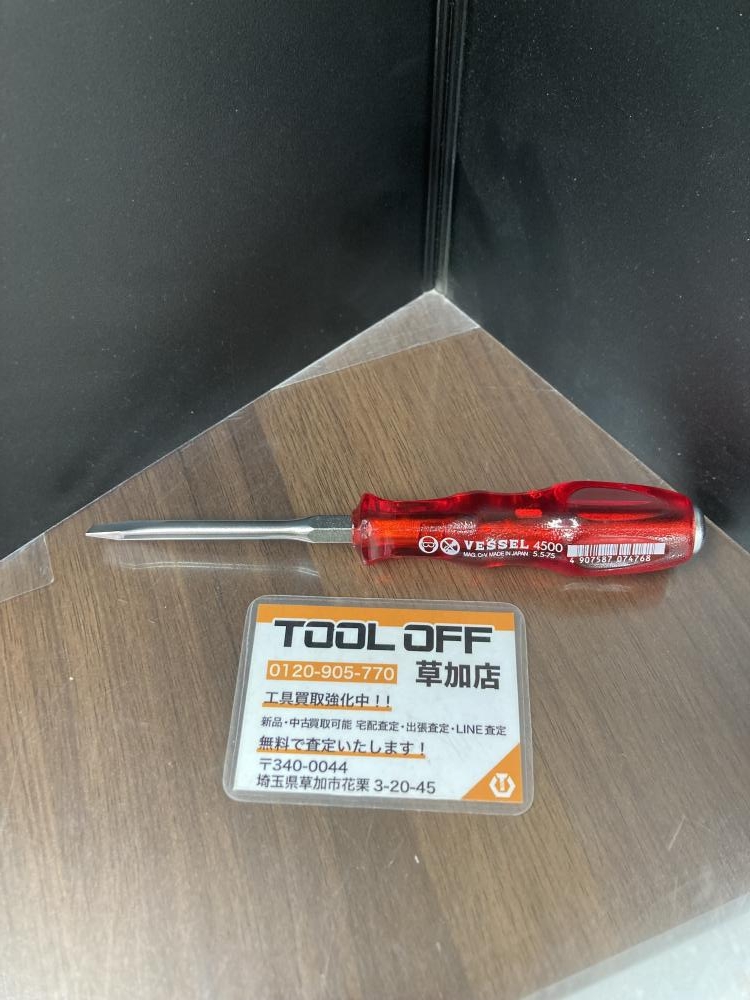 VESSEL 4500
MAG. Cr-V. MADE IN JAPAN 5.5-75
4 907587 074768
TOOL OFF
0120-905-770 草加店
工具買取強化中！！
新品・中古買取可能 宅配査定・出張査定・LINE査定
無料で査定いたします！
〒340-0044
埼玉県草加市花栗 3-20-45